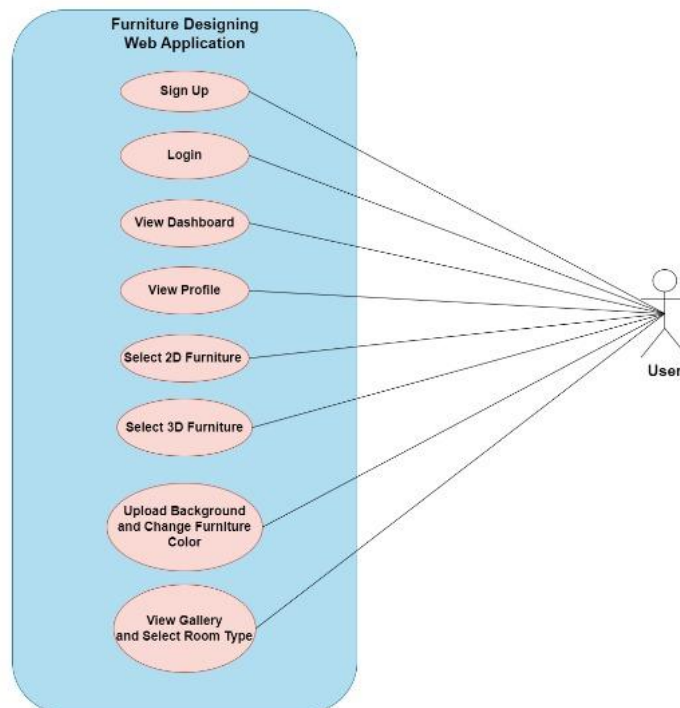 Furniture Designing
Web Application
Sign Up
Login
View Dashboard
View Profile
Select 2D Furniture
Select 3D Furniture
Upload Background
and Change Furniture
Color
View Gallery
and Select Room Type
User